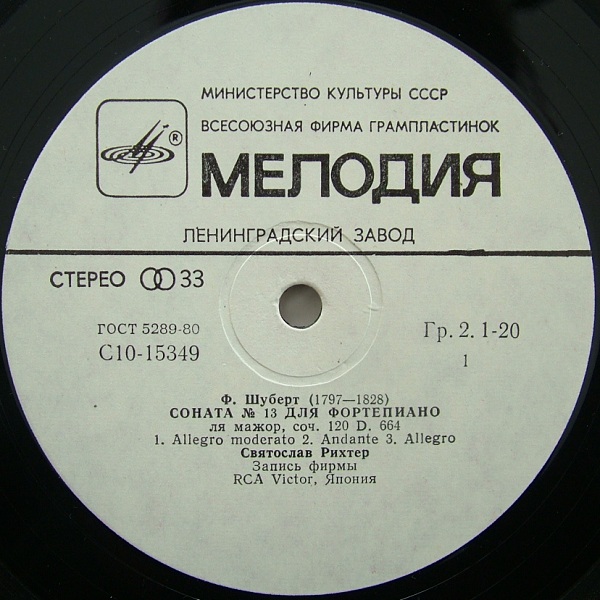 МИНИСТЕРСТВО КУЛЬТУРЫ СССР
ВСЕСОЮЗНАЯ ФИРМА ГРАМПЛАСТИНОК
®
МЕЛОДИЯ
ЛЕНИНГРАДСКИЙ ЗАВОД
СТЕРЕО 33
ГОСТ 5289-80
С10-15349
Гр. 2. 1-20
1
Ф. Шуберт (1797—1828)
СОНАТА № 13 ДЛЯ ФОРТЕПИАНО
ля мажор, соч. 120 D. 664
1. Allegro moderato 2. Andante 3. Allegro
Святослав Рихтер
Запись фирмы
RCA Victor, Япония